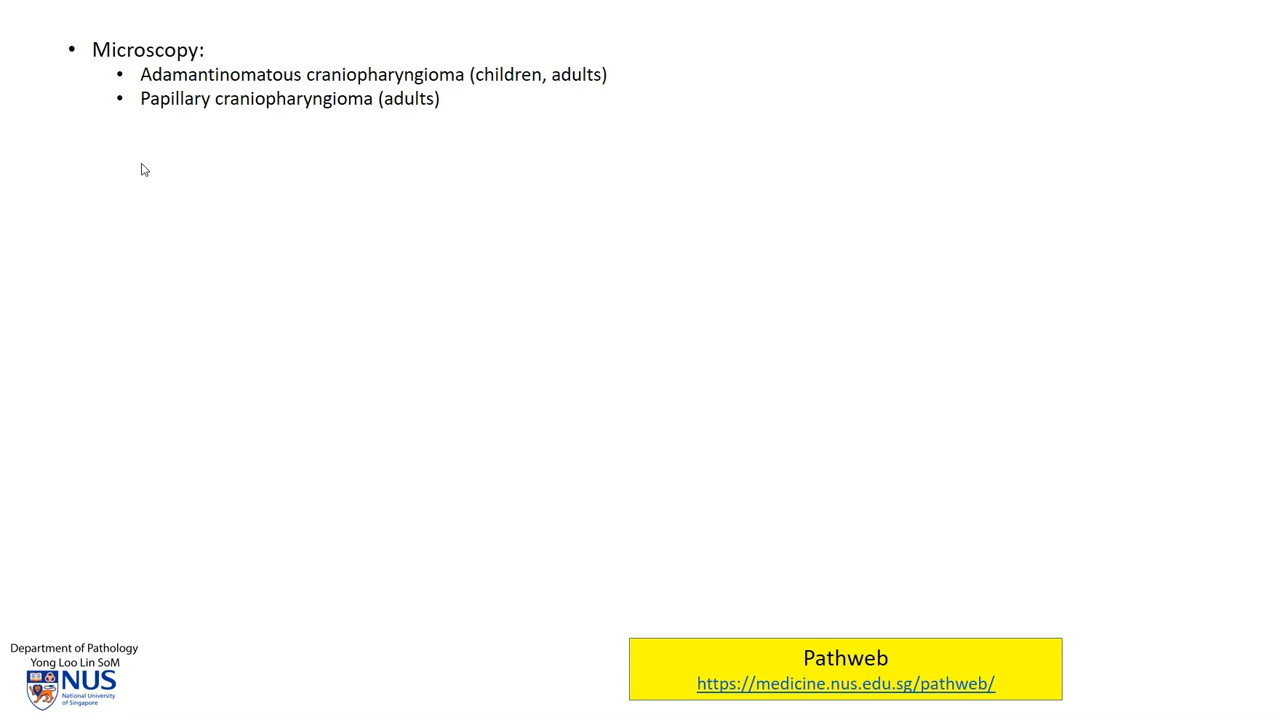 • Microscopy:
• Adamantinomatous craniopharyngioma (children, adults)
• Papillary craniopharyngioma (adults)
Department of Pathology
Yong Loo Lin SoM
NUS
National University
of Singapore
Pathweb
https://medicine.nus.edu.sg/pathweb/